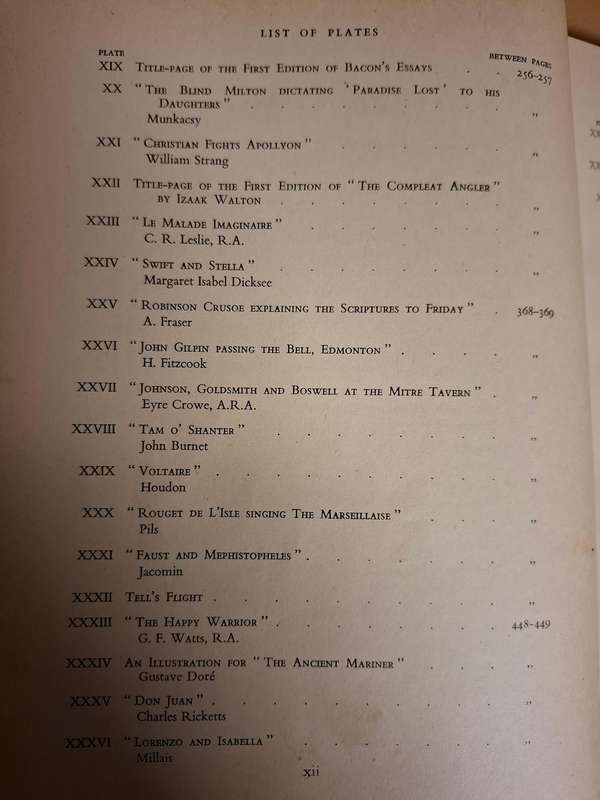 LIST OF PLATES
PLATE BETWEEN PAGES
XIX TITLE-PAGE OF THE FIRST EDITION OF BACON'S ESSAYS . . 256-257
XX "THE BLIND MILTON DICTATING 'PARADISE LOST' TO HIS
DAUGHTERS" . . . . . . . "
Munkacsy
XXI "CHRISTIAN FIGHTS APOLLYON" . . . . . "
William Strang
XXII TITLE-PAGE OF THE FIRST EDITION OF "THE COMPLEAT ANGLER"
BY IZAAK WALTON . . . . . . "
XXIII "LE MALADE IMAGINAIRE" . . . . . "
C. R. Leslie, R.A.
XXIV "SWIFT AND STELLA" . . . . . . "
Margaret Isabel Dicksee
XXV "ROBINSON CRUSOE EXPLAINING THE SCRIPTURES TO FRIDAY" . 368-369
A. Fraser
XXVI "JOHN GILPIN PASSING THE BELL, EDMONTON" . . . "
H. Fitzcook
XXVII "JOHNSON, GOLDSMITH AND BOSWELL AT THE MITRE TAVERN" . "
Eyre Crowe, A.R.A.
XXVIII "TAM O' SHANTER" . . . . . . "
John Burnet
XXIX "VOLTAIRE" . . . . . . . "
Houdon
XXX "ROUGET DE L'ISLE SINGING THE MARSEILLAISE" . . . "
Pils
XXXI "FAUST AND MEPHISTOPHELES" . . . . . . "
Jacomin
XXXII TELL'S FLIGHT . . . . . . . "
XXXIII "THE HAPPY WARRIOR" . . . . . . 448-449
G. F. Watts, R.A.
XXXIV AN ILLUSTRATION FOR "THE ANCIENT MARINER" . . . "
Gustave Doré
XXXV "DON JUAN" . . . . . . . "
Charles Ricketts
XXXVI "LORENZO AND ISABELLA" . . . . . "
Millais
xii